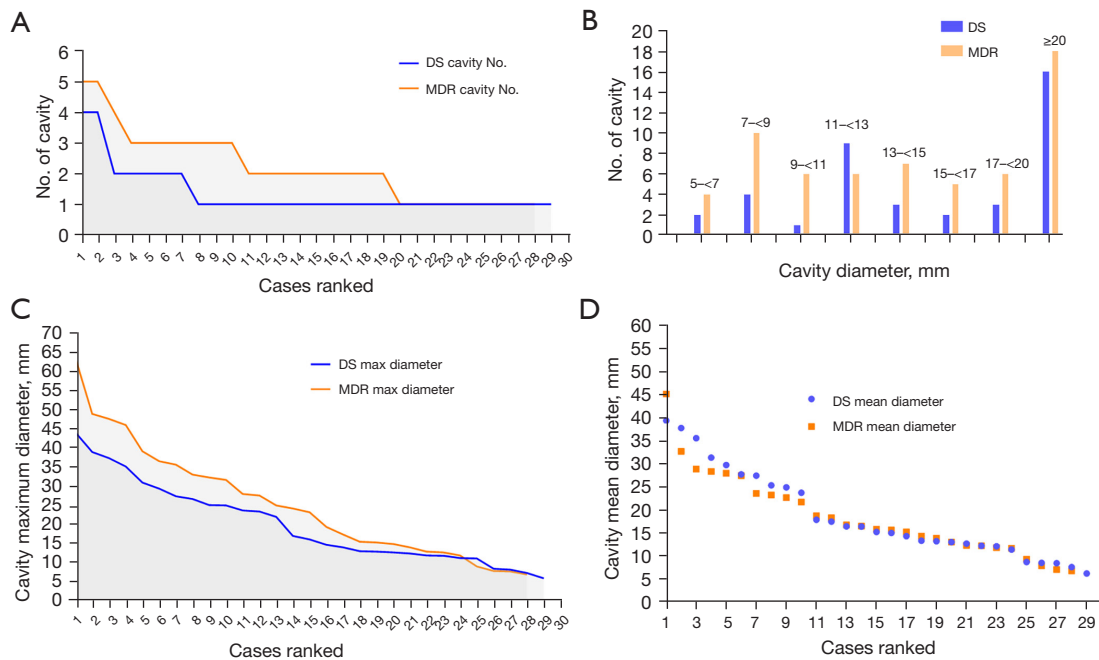 A
6
5
4
3
2
1
0
No. of cavity
DS cavity No.
MDR cavity No.
1 2 3 4 5 6 7 8 9 10 11 12 13 14 15 16 17 18 19 20 21 22 23 24 25 26 27 28 29 30
Cases ranked
B
20
18
16
14
12
10
8
6
4
2
0
No. of cavity
DS
MDR
5–<7
7–<9
9–<11
11–<13
13–<15
15–<17
17–<20
≥20
Cavity diameter, mm
C
70
65
60
55
50
45
40
35
30
25
20
15
10
5
0
Cavity maximum diameter, mm
DS max diameter
MDR max diameter
1 2 3 4 5 6 7 8 9 10 11 12 13 14 15 16 17 18 19 20 21 22 23 24 25 26 27 28 29 30
Cases ranked
D
60
55
50
45
40
35
30
25
20
15
10
5
0
Cavity mean diameter, mm
DS mean diameter
MDR mean diameter
1 3 5 7 9 11 13 15 17 19 21 23 25 27 29
Cases ranked